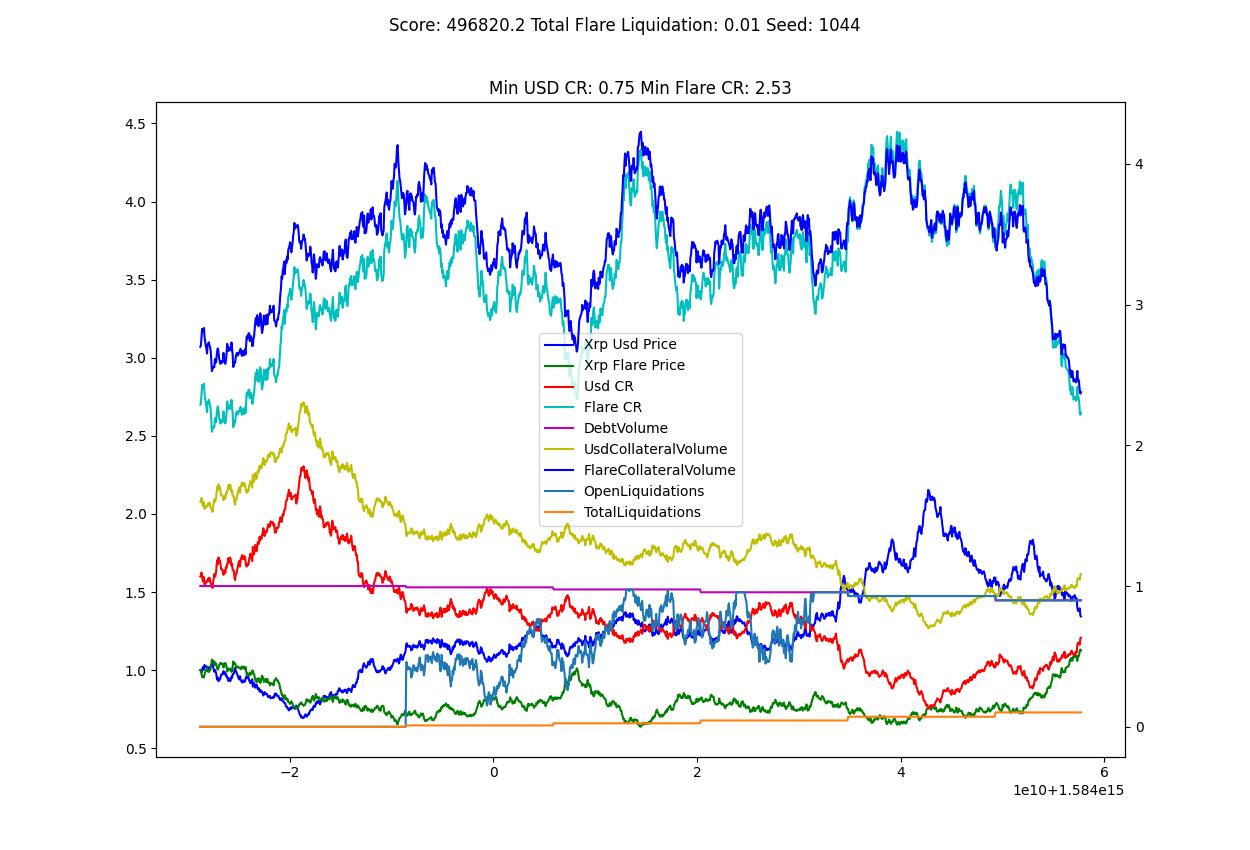 Score: 496820.2 Total Flare Liquidation: 0.01 Seed: 1044
Min USD CR: 0.75 Min Flare CR: 2.53
4.5
4.0
3.5
3.0
2.5
2.0
1.5
1.0
0.5
Xrp Usd Price
Xrp Flare Price
Usd CR
Flare CR
DebtVolume
UsdCollateralVolume
FlareCollateralVolume
OpenLiquidations
TotalLiquidations
4
3
2
1
0
−2
0
2
4
6
1e10+1.584e15